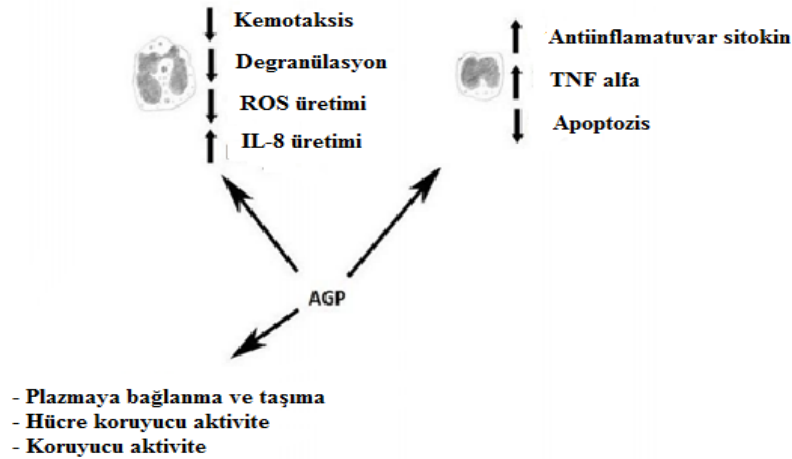 Kemotaksis
Degranülasyon
ROS üretimi
IL-8 üretimi
Antiinflamatuvar sitokin
TNF alfa
Apoptozis
AGP
- Plazmaya bağlanma ve taşıma
- Hücre koruyucu aktivite
- Koruyucu aktivite